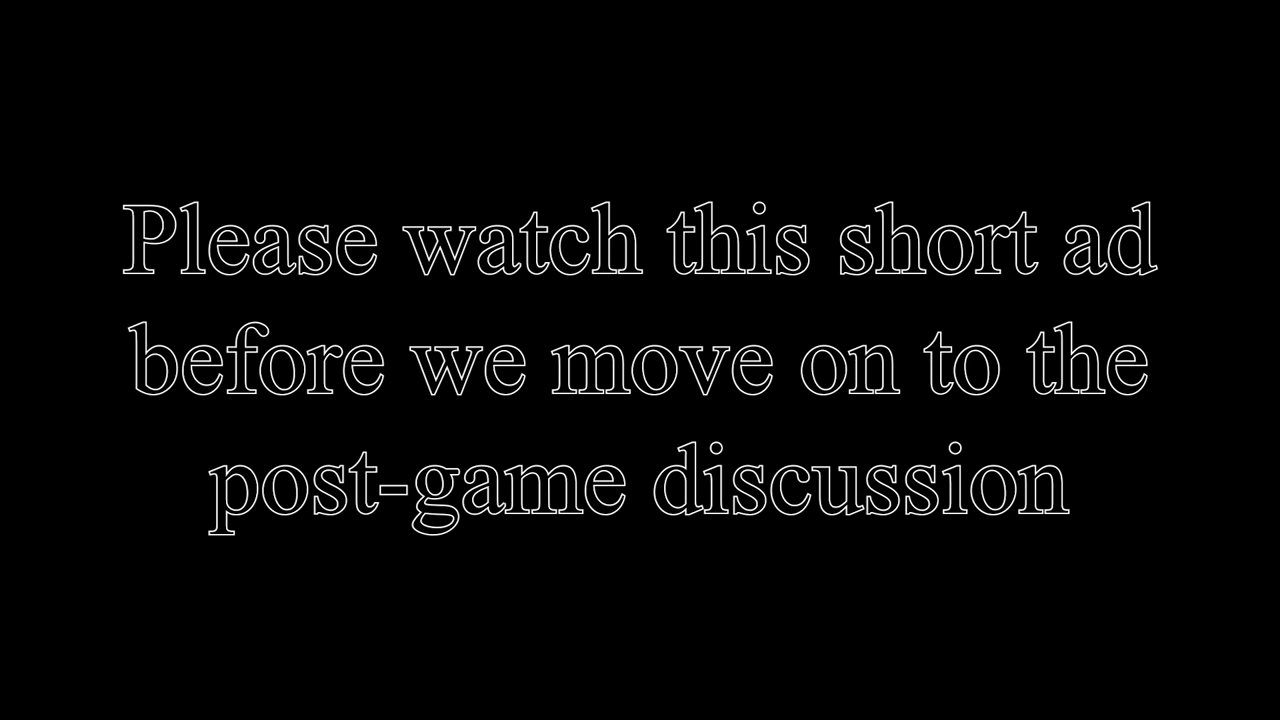 Please watch this short ad
before we move on to the
post-game discussion